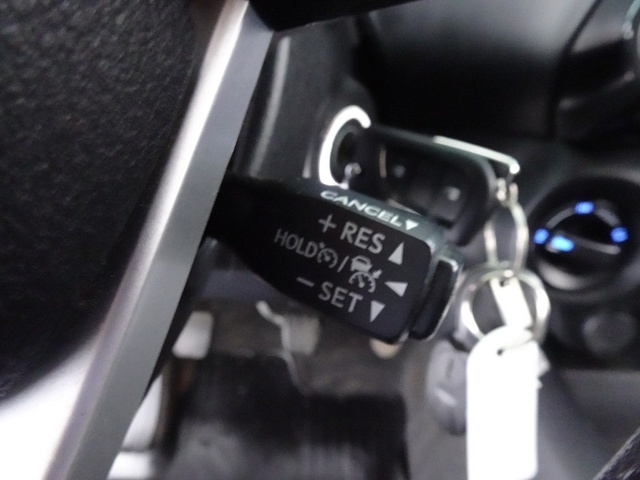 CANCEL▼
+ RES ▲
HOLD /
− SET ▼